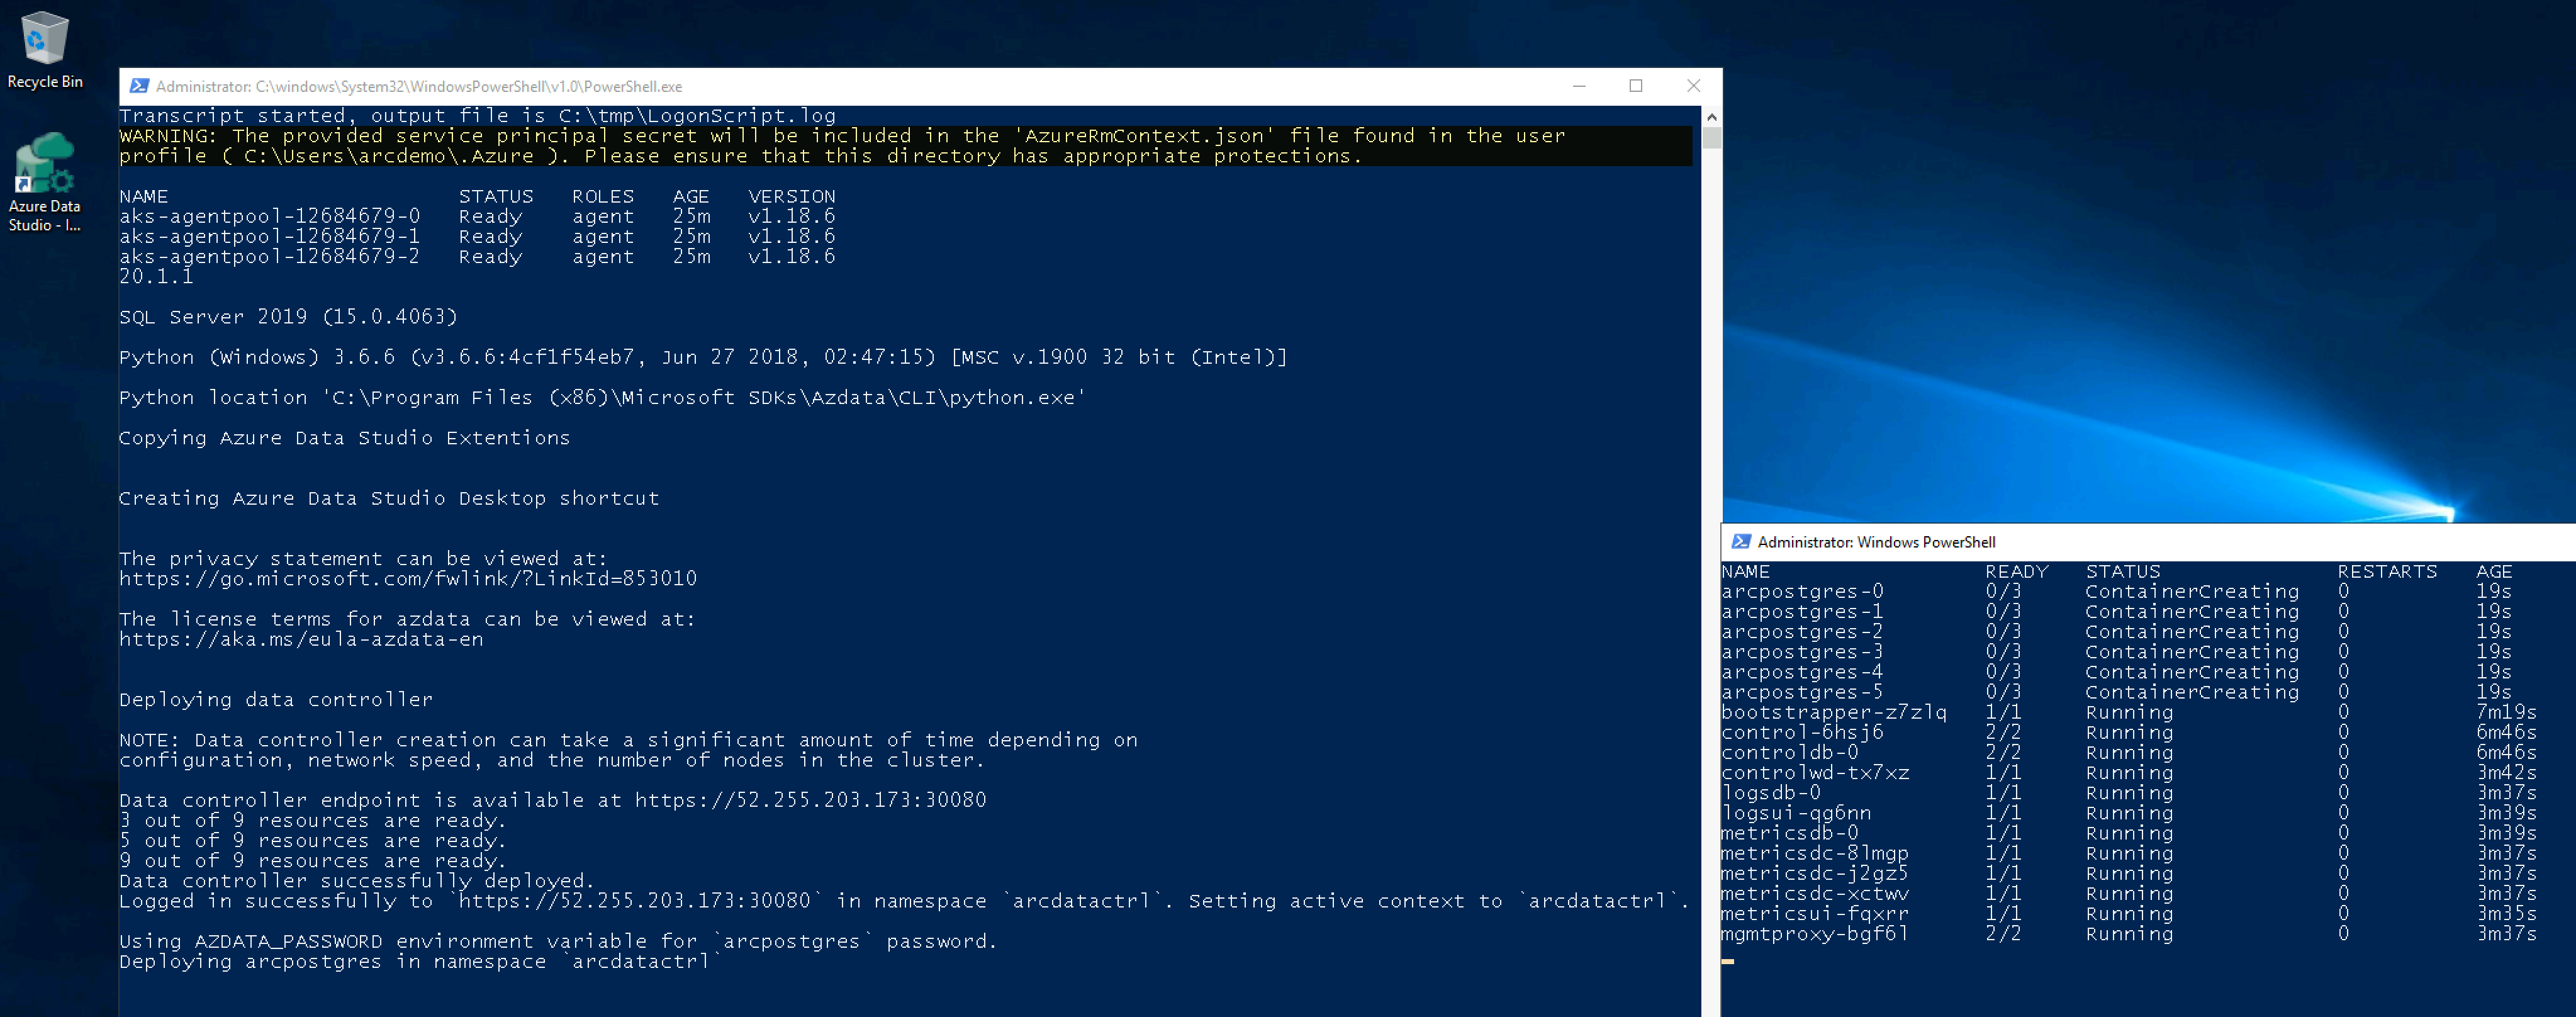 Recycle Bin
Azure Data
Studio - I...
Administrator: C:\windows\System32\WindowsPowerShell\v1.0\PowerShell.exe
Transcript started, output file is C:\tmp\LogonScript.log
WARNING: The provided service principal secret will be included in the 'AzureRmContext.json' file found in the user
profile ( C:\Users\arcdemo\.Azure ). Please ensure that this directory has appropriate protections.
NAME STATUS ROLES AGE VERSION
aks-agentpool-12684679-0 Ready agent 25m v1.18.6
aks-agentpool-12684679-1 Ready agent 25m v1.18.6
aks-agentpool-12684679-2 Ready agent 25m v1.18.6
20.1.1
SQL Server 2019 (15.0.4063)
Python (Windows) 3.6.6 (v3.6.6:4cf1f54eb7, Jun 27 2018, 02:47:15) [MSC v.1900 32 bit (Intel)]
Python location 'C:\Program Files (x86)\Microsoft SDKs\Azdata\CLI\python.exe'
Copying Azure Data Studio Extentions
Creating Azure Data Studio Desktop shortcut
The privacy statement can be viewed at:
https://go.microsoft.com/fwlink/?LinkId=853010
The license terms for azdata can be viewed at:
https://aka.ms/eula-azdata-en
Deploying data controller
NOTE: Data controller creation can take a significant amount of time depending on
configuration, network speed, and the number of nodes in the cluster.
Data controller endpoint is available at https://52.255.203.173:30080
3 out of 9 resources are ready.
5 out of 9 resources are ready.
9 out of 9 resources are ready.
Data controller successfully deployed.
Logged in successfully to `https://52.255.203.173:30080` in namespace `arcdatactrl`. Setting active context to `arcdatactrl`.
Using AZDATA_PASSWORD environment variable for `arcpostgres` password.
Deploying arcpostgres in namespace `arcdatactrl`
Administrator: Windows PowerShell
NAME READY STATUS RESTARTS AGE
arcpostgres-0 0/3 ContainerCreating 0 19s
arcpostgres-1 0/3 ContainerCreating 0 19s
arcpostgres-2 0/3 ContainerCreating 0 19s
arcpostgres-3 0/3 ContainerCreating 0 19s
arcpostgres-4 0/3 ContainerCreating 0 19s
arcpostgres-5 0/3 ContainerCreating 0 19s
bootstrapper-z7zlq 1/1 Running 0 7m19s
control-6hsj6 2/2 Running 0 6m46s
controldb-0 2/2 Running 0 6m46s
controlwd-tx7xz 1/1 Running 0 3m42s
logsdb-0 1/1 Running 0 3m37s
logsui-qg6nn 1/1 Running 0 3m39s
metricsdb-0 1/1 Running 0 3m39s
metricsdc-8lmgp 1/1 Running 0 3m37s
metricsdc-j2gz5 1/1 Running 0 3m37s
metricsdc-xctwv 1/1 Running 0 3m37s
metricsui-fqxrr 1/1 Running 0 3m35s
mgmtproxy-bgf6l 2/2 Running 0 3m37s